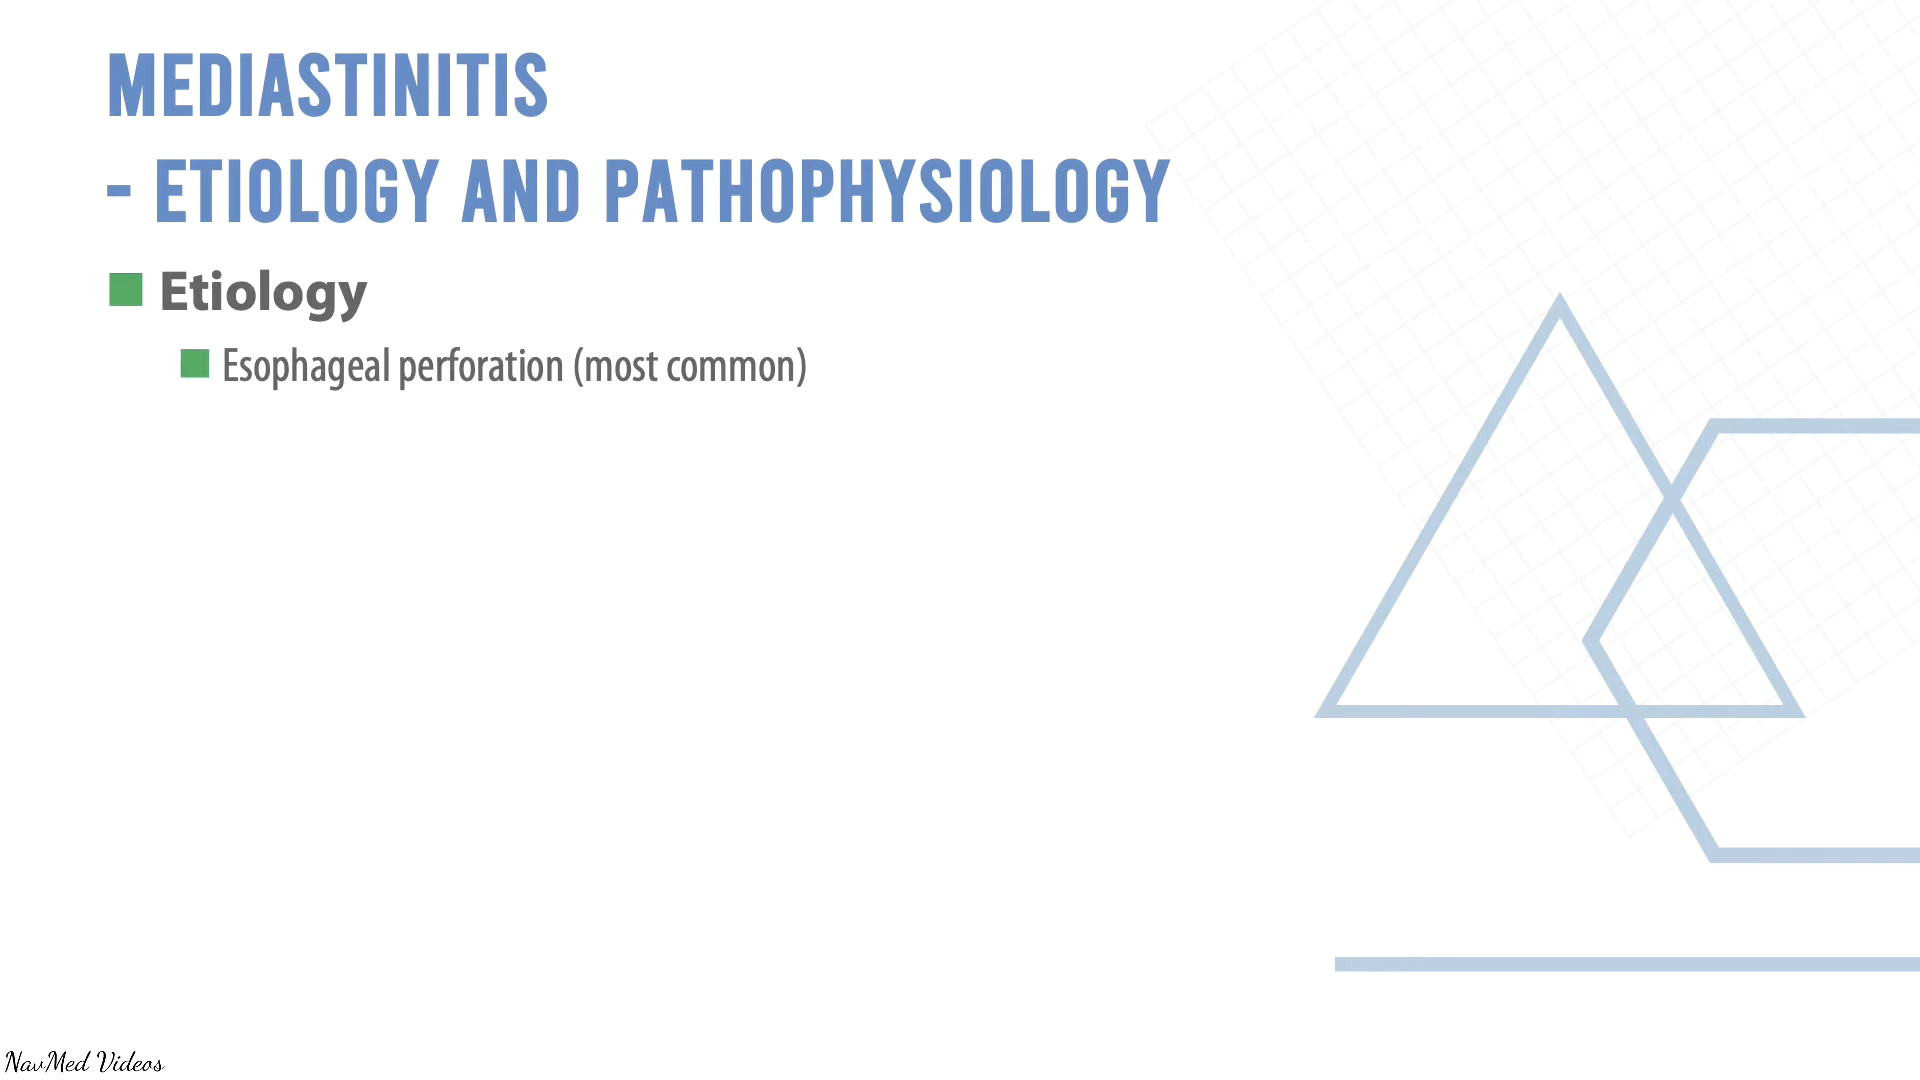 MEDIASTINITIS
- ETIOLOGY AND PATHOPHYSIOLOGY
Etiology
Esophageal perforation (most common)
NavMed Videos